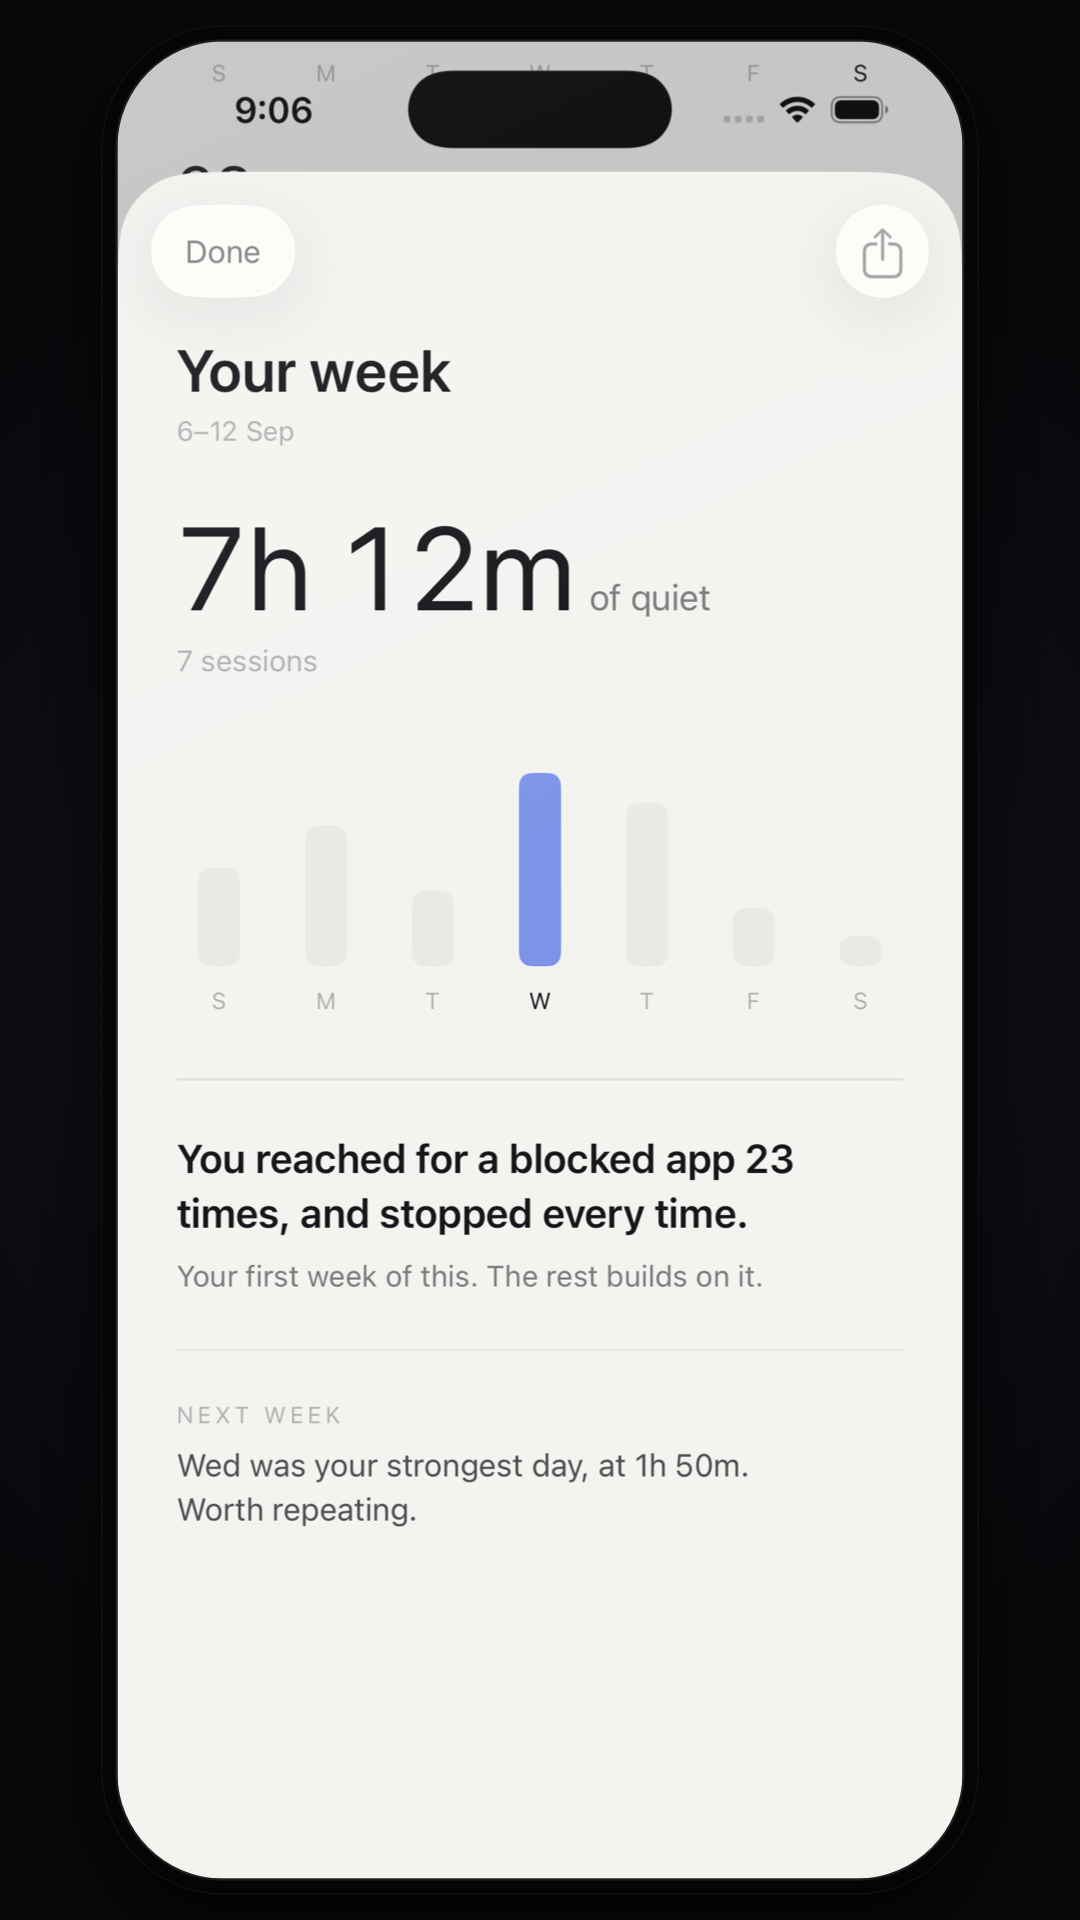 S M T W T F S
9:06
Done
Your week
6–12 Sep
7h 12m of quiet
7 sessions
S M T W T F S
You reached for a blocked app 23
times, and stopped every time.
Your first week of this. The rest builds on it.
NEXT WEEK
Wed was your strongest day, at 1h 50m.
Worth repeating.